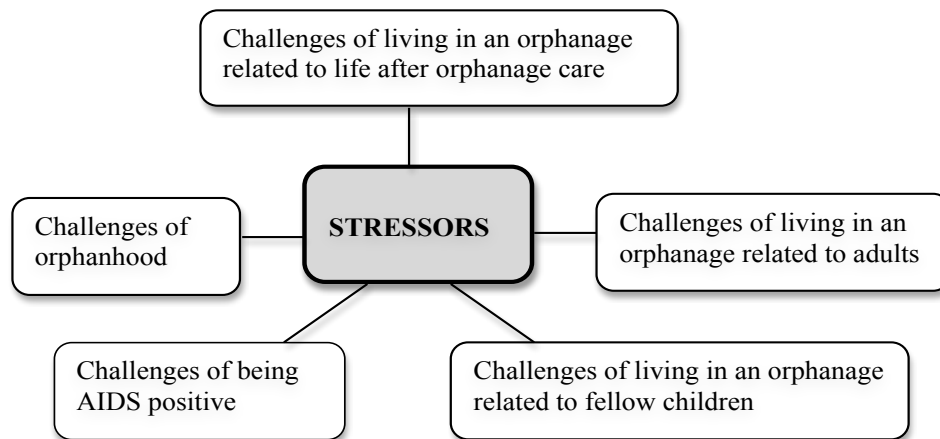 Challenges of living in an orphanage
related to life after orphanage care
STRESSORS
Challenges of
orphanhood
Challenges of living in an
orphanage related to adults
Challenges of being
AIDS positive
Challenges of living in an orphanage
related to fellow children